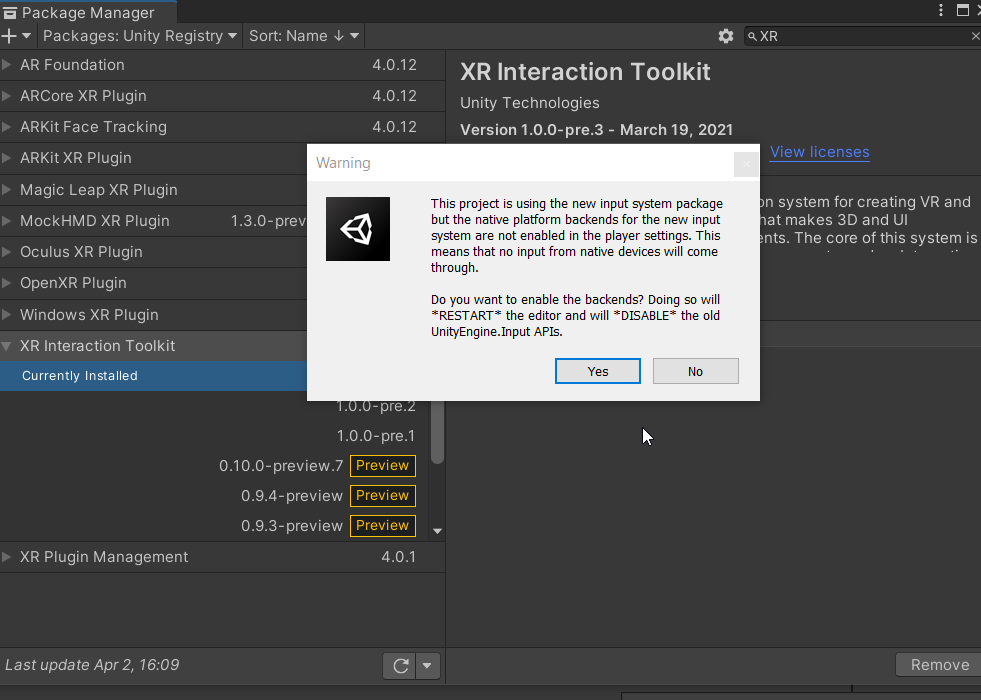 Package Manager
Packages: Unity Registry Sort: Name ↓ XR
AR Foundation 4.0.12
ARCore XR Plugin 4.0.12
ARKit Face Tracking 4.0.12
ARKit XR Plugin
Magic Leap XR Plugin
MockHMD XR Plugin 1.3.0-prev
Oculus XR Plugin
OpenXR Plugin
Windows XR Plugin
XR Interaction Toolkit
Currently Installed
1.0.0-pre.2
1.0.0-pre.1
0.10.0-preview.7 Preview
0.9.4-preview Preview
0.9.3-preview Preview
XR Plugin Management 4.0.1
Last update Apr 2, 16:09
XR Interaction Toolkit
Unity Technologies
Version 1.0.0-pre.3 - March 19, 2021
View licenses
on system for creating VR and
hat makes 3D and UI
ents. The core of this system is
Warning
This project is using the new input system package
but the native platform backends for the new input
system are not enabled in the player settings. This
means that no input from native devices will come
through.
Do you want to enable the backends? Doing so will
*RESTART* the editor and will *DISABLE* the old
UnityEngine.Input APIs.
Yes No
Remove